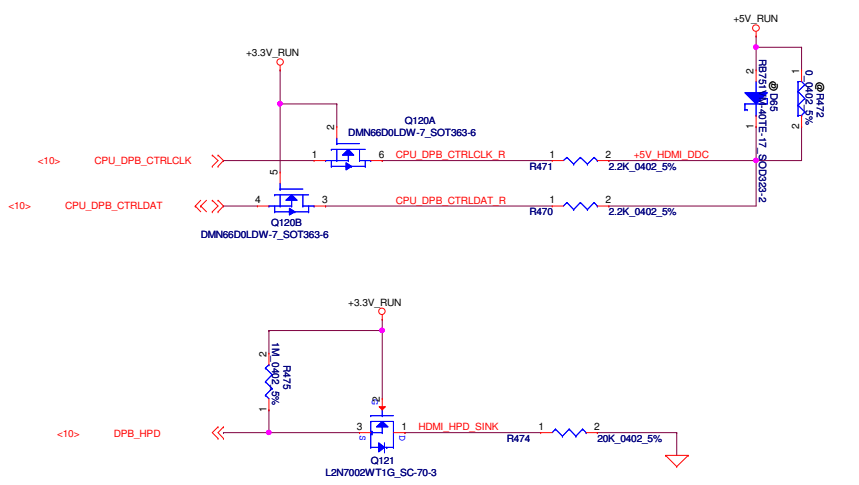 +5V_RUN
+3.3V_RUN
2
@D65
RB751
-40TE-17_SOD323-2
1
1
@R472
0_0402_5%
2
Q120A
DMN66D0LDW-7_SOT363-6
2
<10>
CPU_DPB_CTRLCLK
1
6
CPU_DPB_CTRLCLK_R
1
2
+5V_HDMI_DDC
R471
2.2K_0402_5%
5
<10>
CPU_DPB_CTRLDAT
4
3
CPU_DPB_CTRLDAT_R
1
2
R470
2.2K_0402_5%
Q120B
DMN66D0LDW-7_SOT363-6
+3.3V_RUN
2
R475
1M_0402_5%
1
2
G
<10>
DPB_HPD
3
S
1
D
HDMI_HPD_SINK
1
2
R474
20K_0402_5%
Q121
L2N7002WT1G_SC-70-3